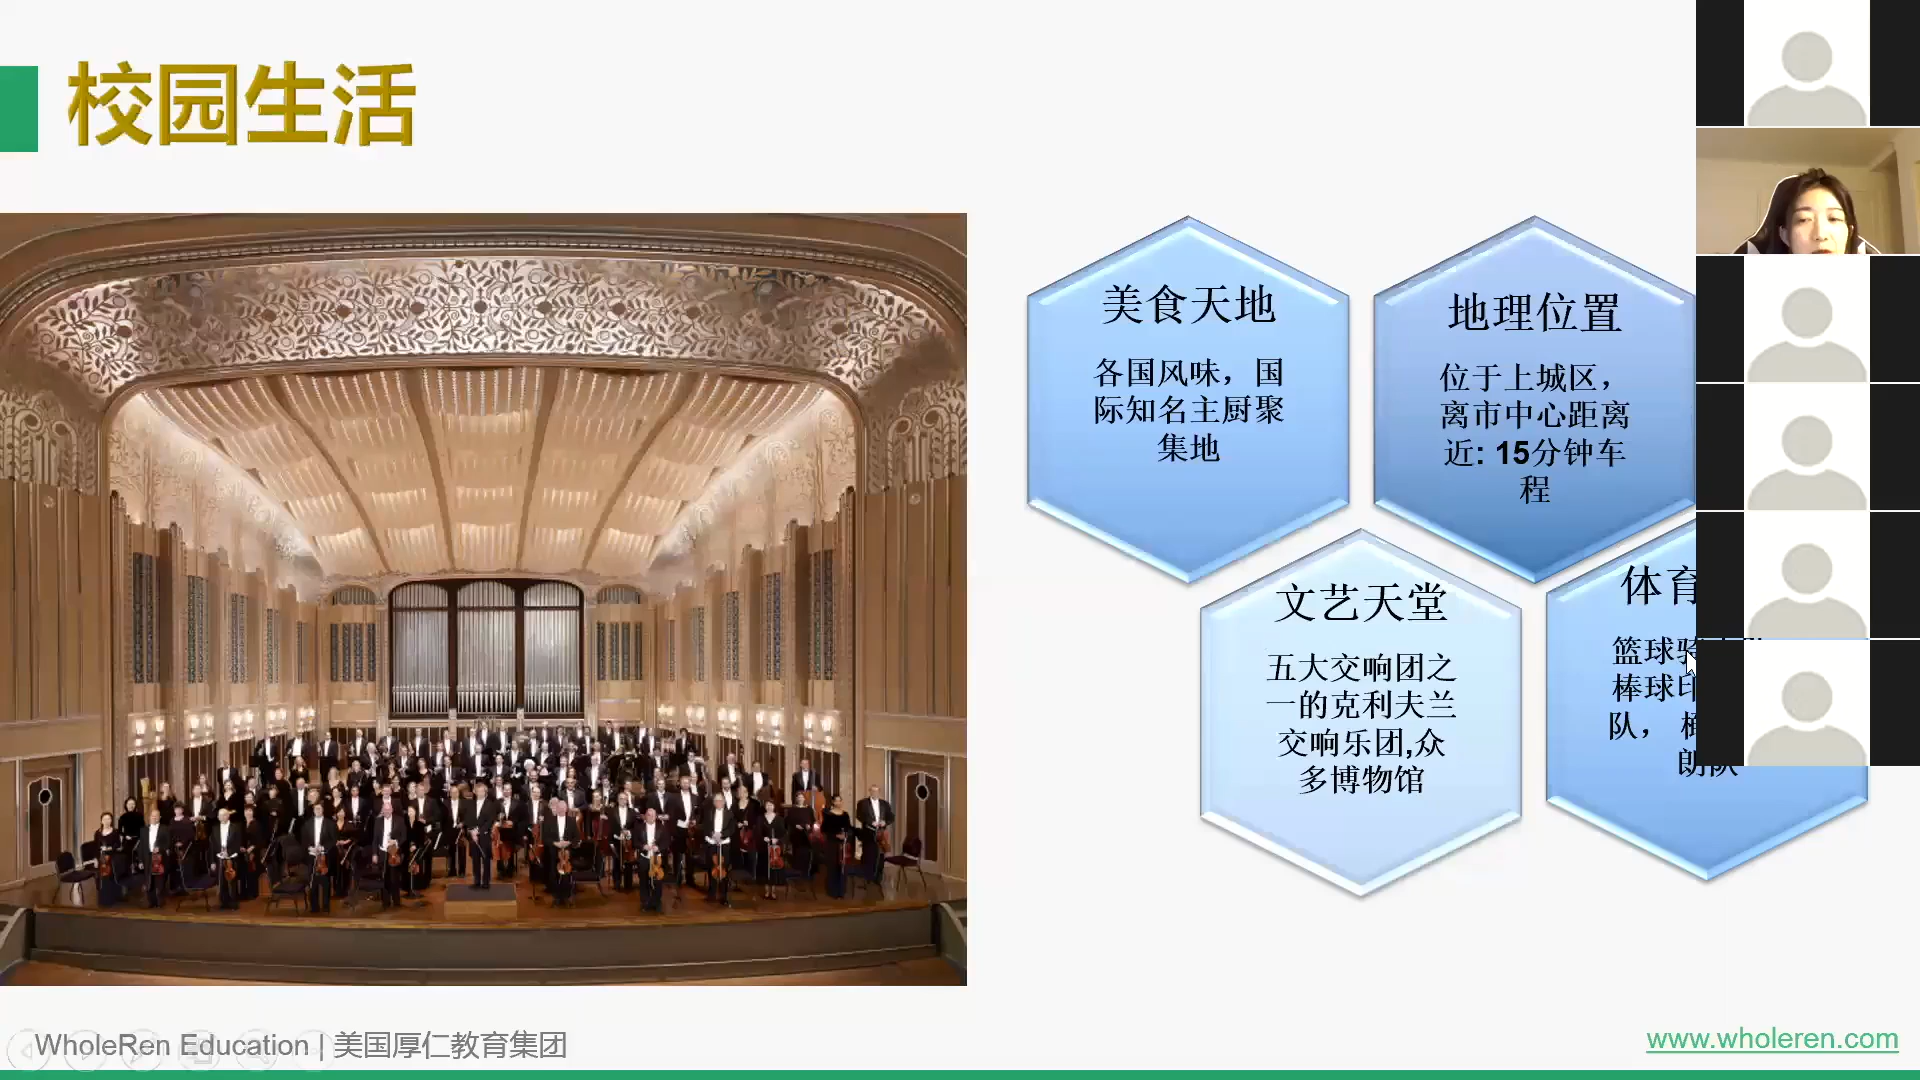 校园生活
美食天地
各国风味，国
际知名主厨聚
集地
地理位置
位于上城区，
离市中心距离
近: 15分钟车
程
文艺天堂
五大交响团之
一的克利夫兰
交响乐团,众
多博物馆
体育
篮球骑
棒球印
队，
朗队
WholeRen Education | 美国厚仁教育集团
www.wholeren.com